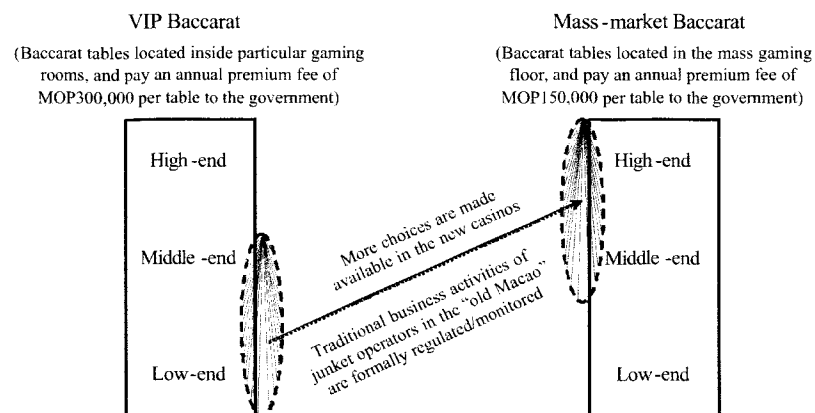 VIP Baccarat
(Baccarat tables located inside particular gaming
rooms, and pay an annual premium fee of
MOP300,000 per table to the government)
High-end
Middle-end
Low-end
More choices are made
available in the new casinos
Traditional business activities of
junket operators in the “old Macao”
are formally regulated/monitored
Mass-market Baccarat
(Baccarat tables located in the mass gaming
floor, and pay an annual premium fee of
MOP150,000 per table to the government)
High-end
Middle-end
Low-end